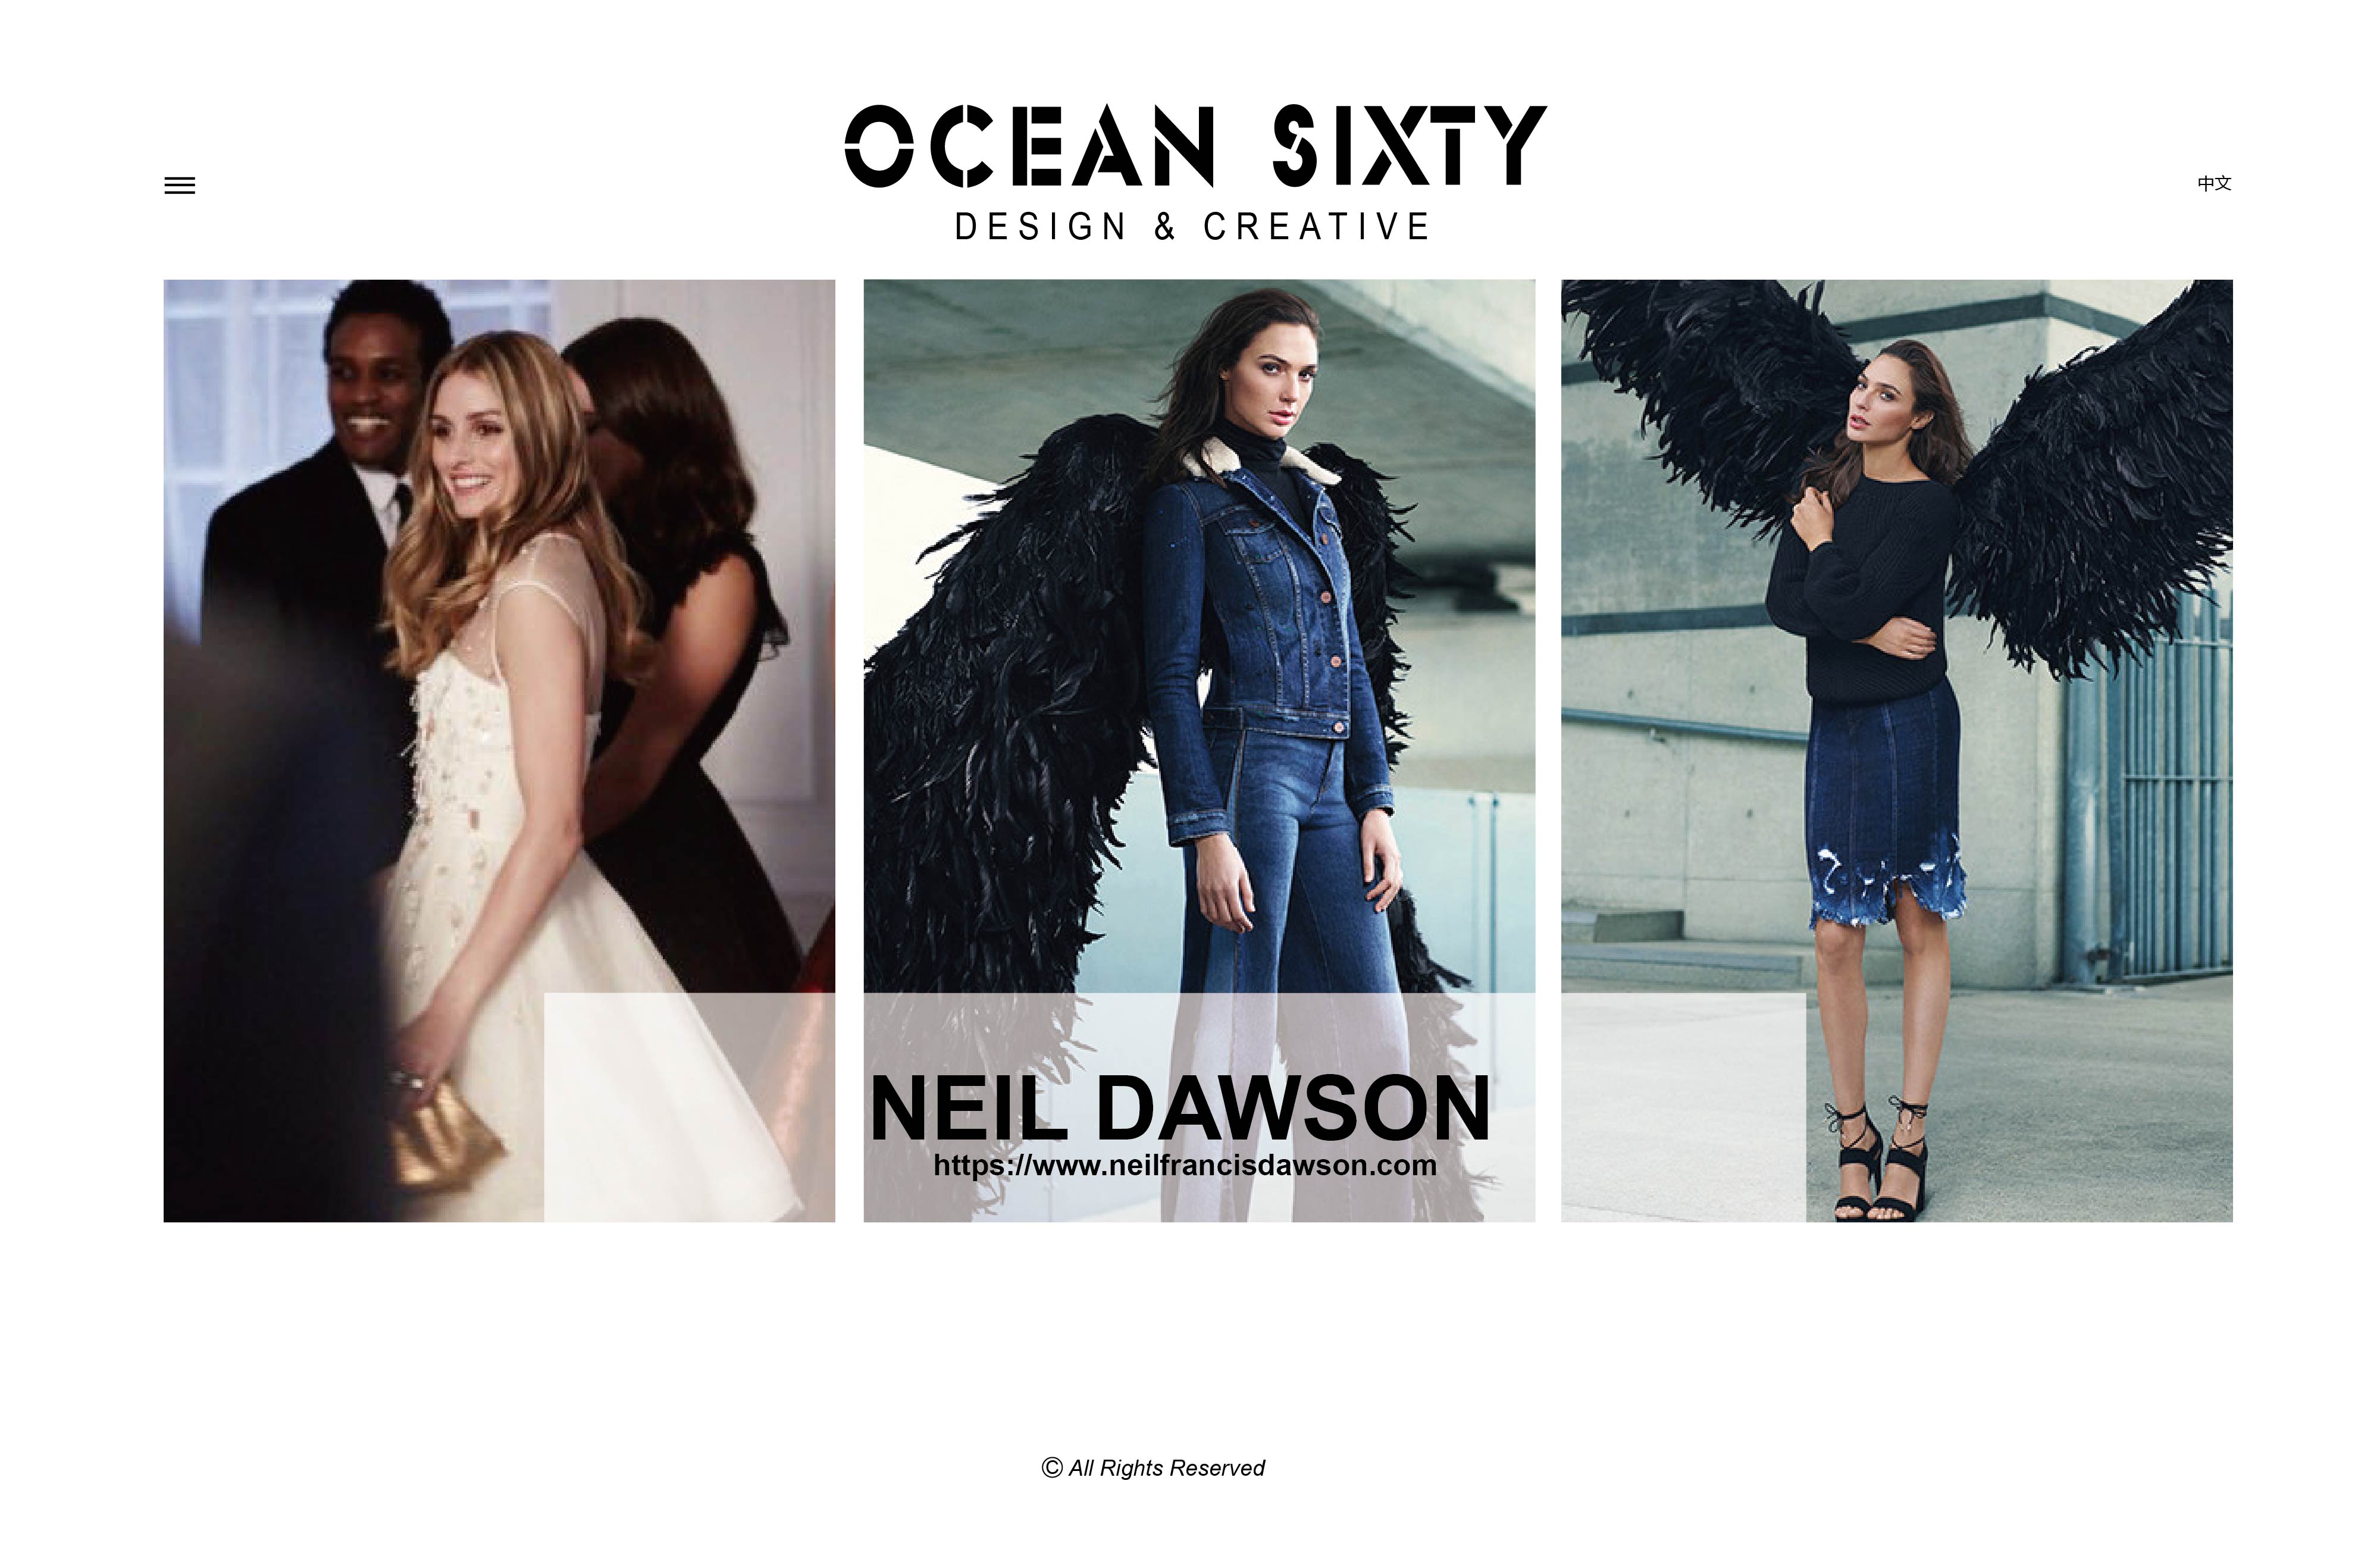 OCEAN SIXTY
中文
DESIGN & CREATIVE
NEIL DAWSON
https://www.neilfrancisdawson.com
© All Rights Reserved